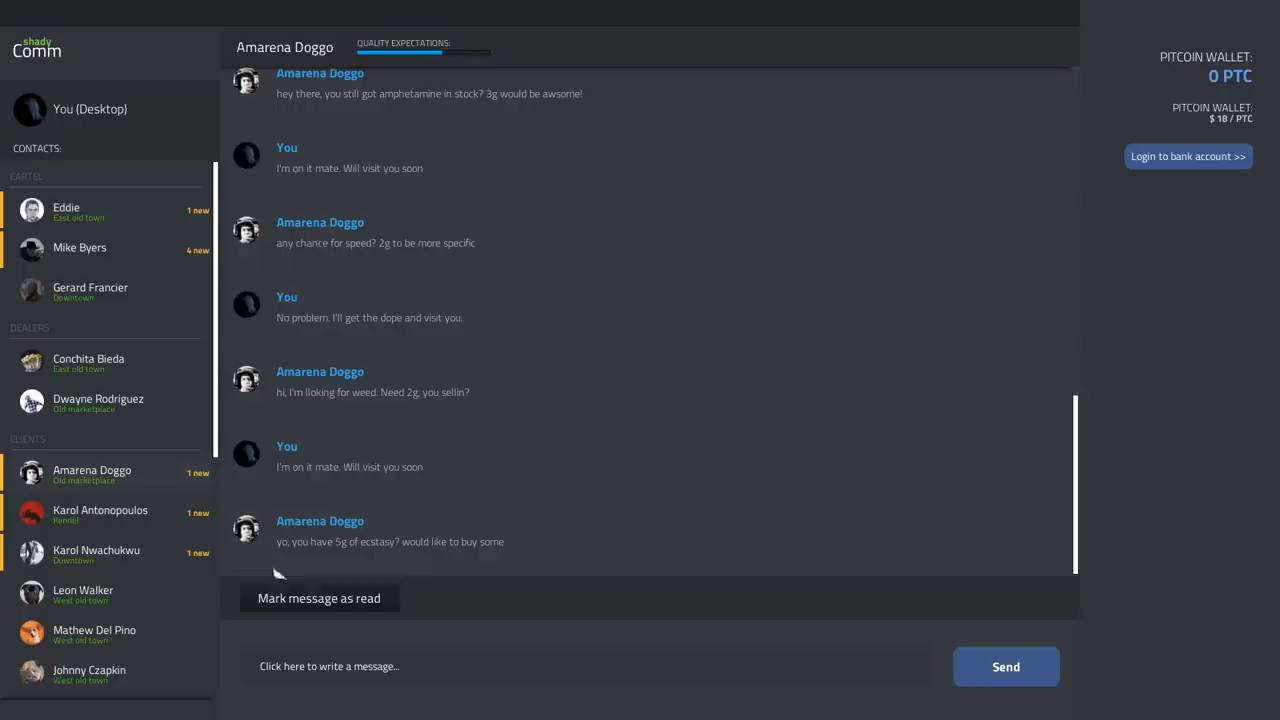 shady
Comm
You (Desktop)
CONTACTS:
CARTEL
Eddie
East old town
1 new
Mike Byers
4 new
Gerard Francier
Downtown
DEALERS
Conchita Bieda
East old town
Dwayne Rodriguez
Old marketplace
CLIENTS
Amarena Doggo
Old marketplace
1 new
Karol Antonopoulos
Kennel
1 new
Karol Nwachukwu
Downtown
1 new
Leon Walker
West old town
Mathew Del Pino
West old town
Johnny Czapkin
West old town
Amarena Doggo
QUALITY EXPECTATIONS:
Amarena Doggo
hey there, you still got amphetamine in stock? 3g would be awsome!
You
I'm on it mate. Will visit you soon
Amarena Doggo
any chance for speed? 2g to be more specific
You
No problem. I'll get the dope and visit you.
Amarena Doggo
hi, I'm lloking for weed. Need 2g, you sellin?
You
I'm on it mate. Will visit you soon
Amarena Doggo
yo, you have 5g of ecstasy? would like to buy some
Mark message as read
Click here to write a message...
Send
PITCOIN WALLET:
0 PTC
PITCOIN WALLET:
$ 18 / PTC
Login to bank account >>